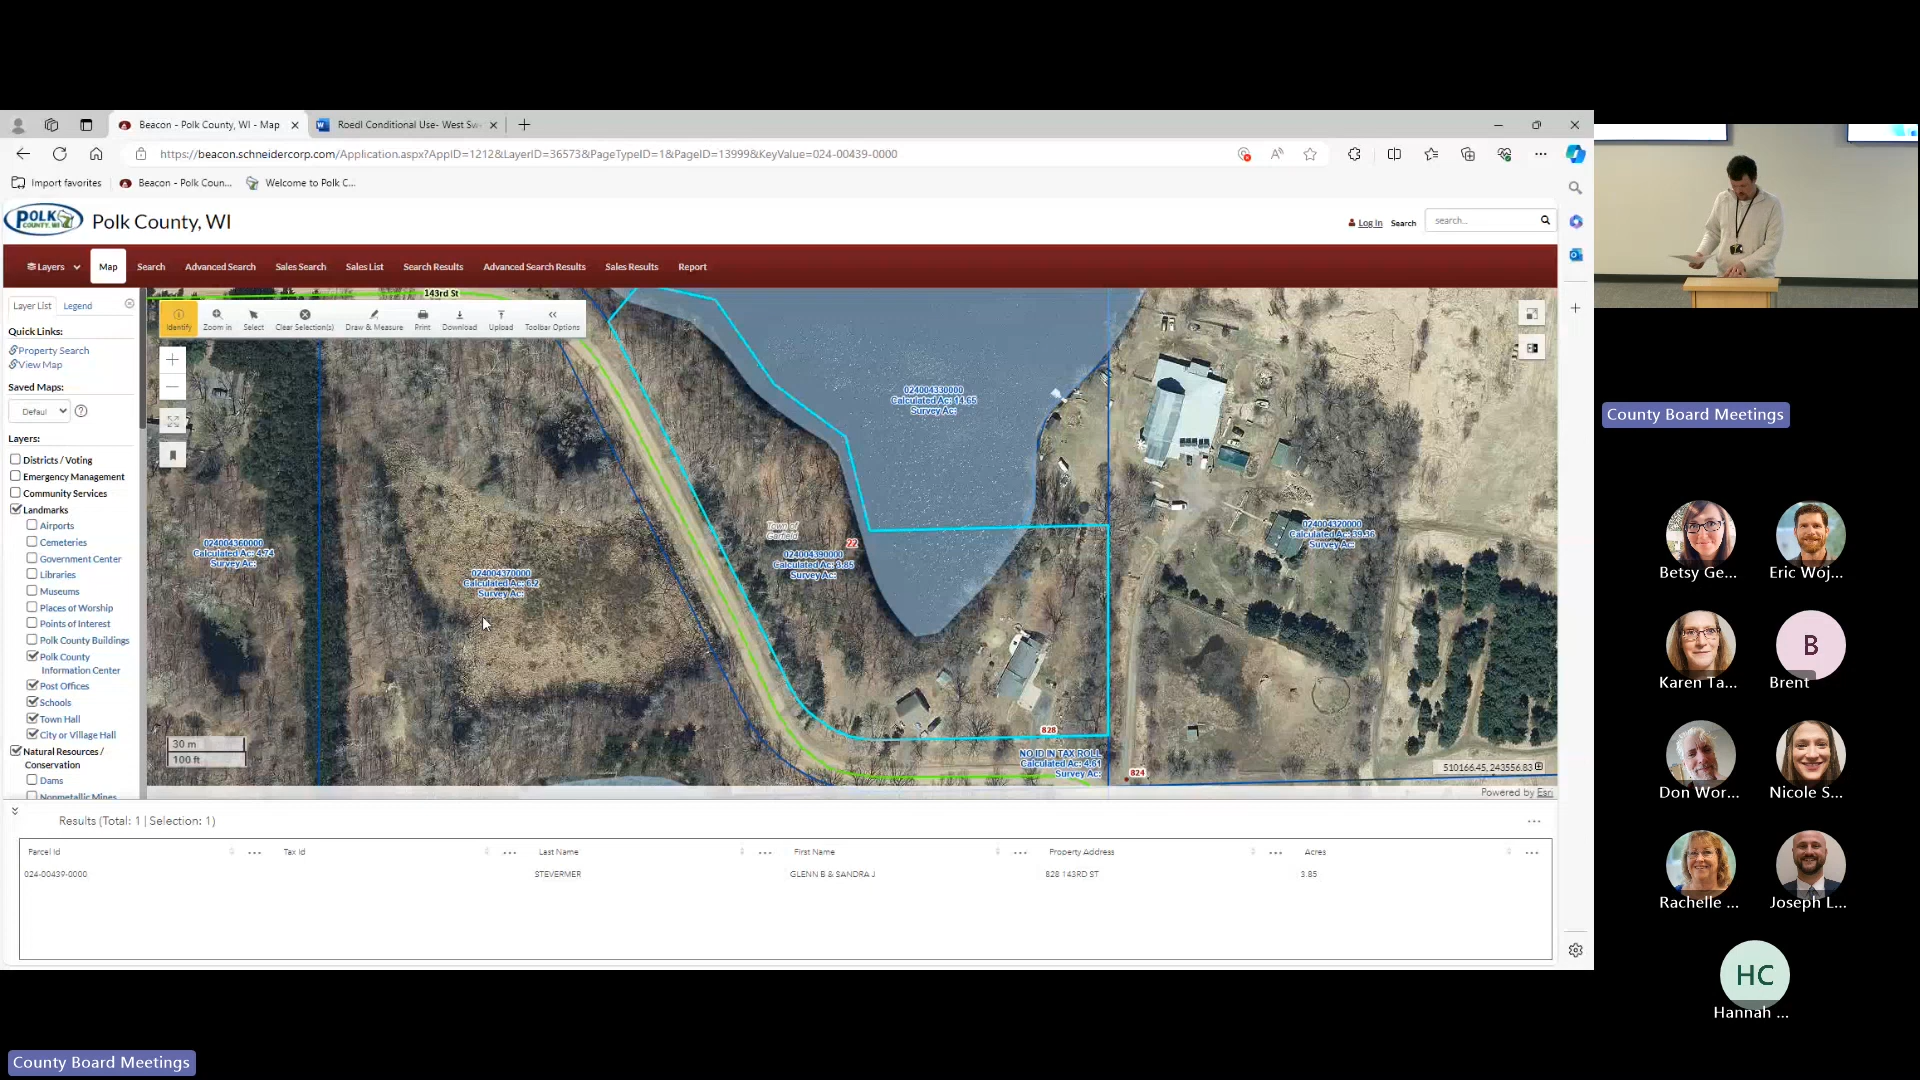 Beacon - Polk County, WI - Map
Roedl Conditional Use- West Sw
https://beacon.schneidercorp.com/Application.aspx?AppID=1212&LayerID=36573&PageTypeID=1&PageID=13999&KeyValue=024-00439-0000
Import favorites
Beacon - Polk Coun...
Welcome to Polk C...
POLK
COUNTY, WI
Polk County, WI
Log In
Search
search...
Layers
Map
Search
Advanced Search
Sales Search
Sales List
Search Results
Advanced Search Results
Sales Results
Report
Layer List
Legend
Quick Links:
Property Search
View Map
Saved Maps:
Defaul
Layers:
Districts / Voting
Emergency Management
Community Services
Landmarks
Airports
Cemeteries
Government Center
Libraries
Museums
Places of Worship
Points of Interest
Polk County Buildings
Polk County
Information Center
Post Offices
Schools
Town Hall
City or Village Hall
Natural Resources /
Conservation
Dams
Nonmetallic Mines
143rd St
Identify
Zoom in
Select
Clear Selection(s)
Draw & Measure
Print
Download
Upload
Toolbar Options
024004330000
Calculated Ac: 14.65
Survey Ac:
024004360000
Calculated Ac: 4.74
Survey Ac:
024004370000
Calculated Ac: 6.2
Survey Ac:
Town of
Garfield
22
024004390000
Calculated Ac: 3.85
Survey Ac:
024004320000
Calculated Ac: 39.36
Survey Ac:
828
NO ID IN TAX ROLL
Calculated Ac: 4.61
Survey Ac:
824
30 m
100 ft
510166.45, 243556.83
Powered by Esri
Results (Total: 1 | Selection: 1)
Parcel Id
Tax Id
Last Name
First Name
Property Address
Acres
024-00439-0000
STEVERMER
GLENN B & SANDRA J
828 143RD ST
3.85
County Board Meetings
Betsy Ge...
Eric Woj...
Karen Ta...
B
Brent
Don Wor...
Nicole S...
Rachelle ...
Joseph L...
HC
Hannah ...
County Board Meetings